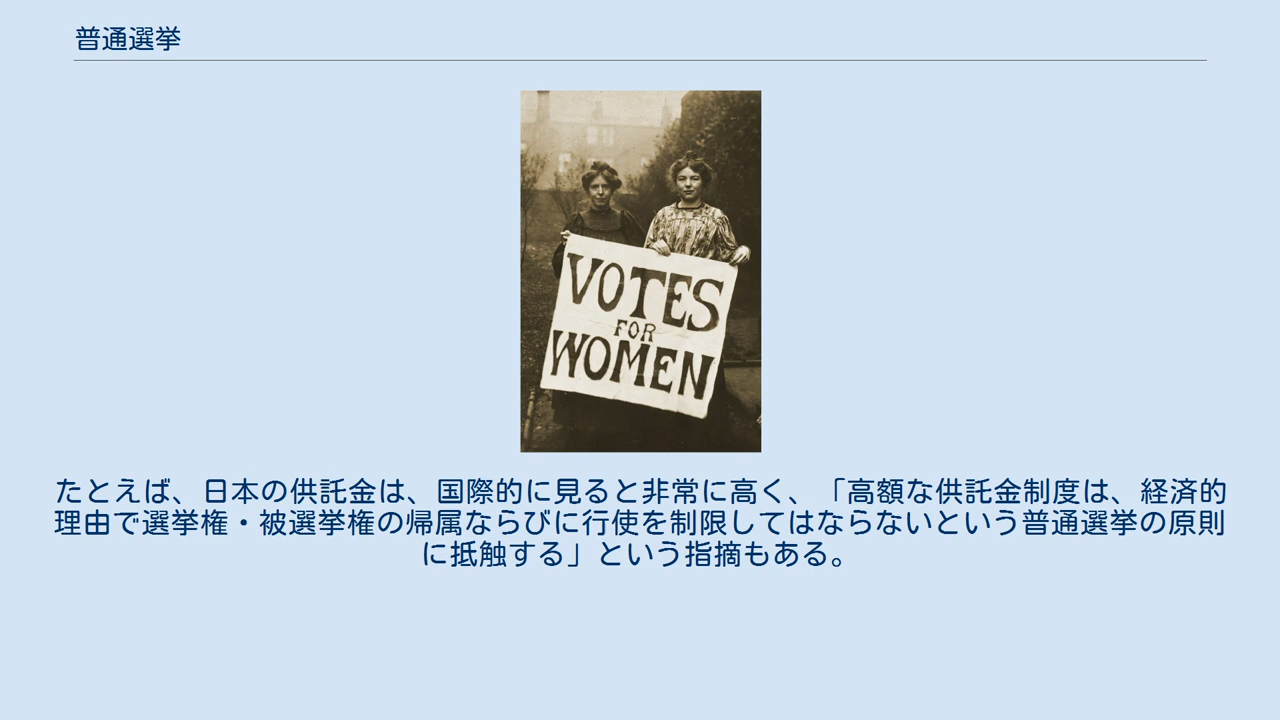 普通選挙
VOTES
FOR
WOMEN
たとえば、日本の供託金は、国際的に見ると非常に高く、「高額な供託金制度は、経済的
理由で選挙権・被選挙権の帰属ならびに行使を制限してはならないという普通選挙の原則
に抵触する」という指摘もある。